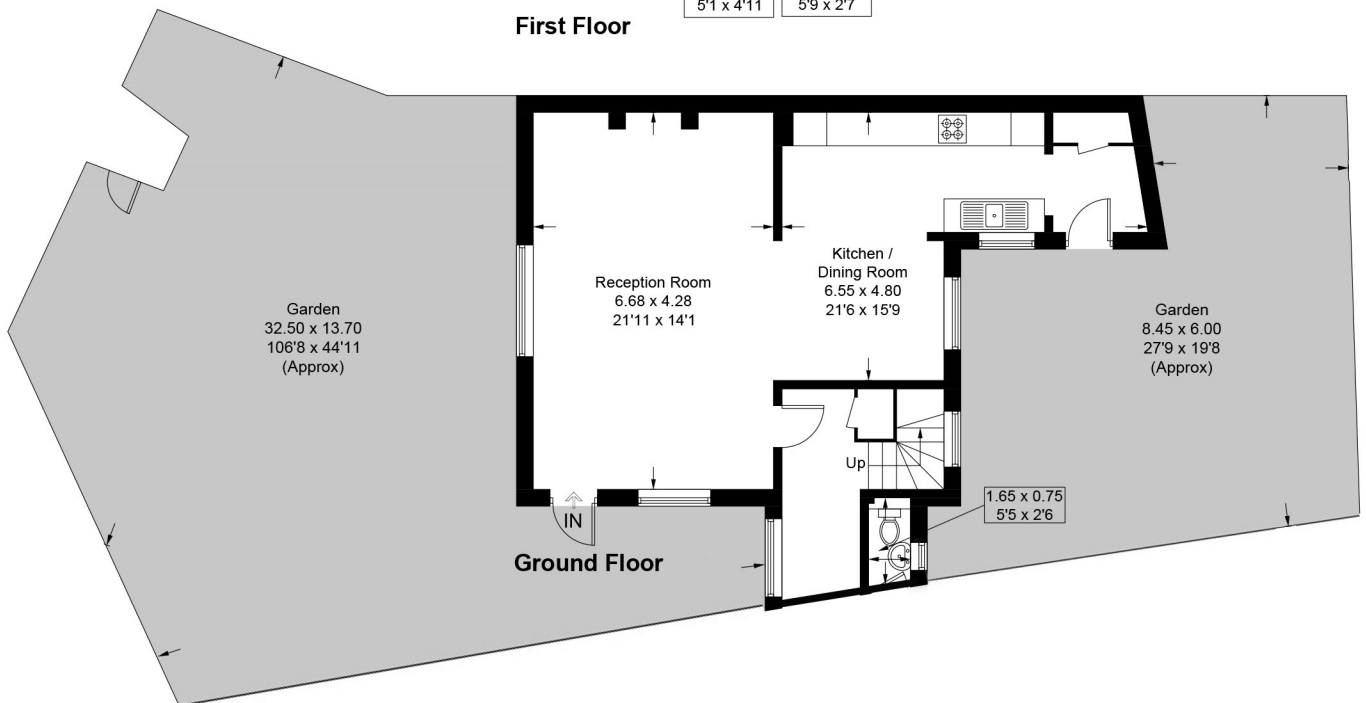 5'1 x 4'11
5'9 x 2'7
First Floor
Garden
32.50 x 13.70
106'8 x 44'11
(Approx)
Reception Room
6.68 x 4.28
21'11 x 14'1
Kitchen /
Dining Room
6.55 x 4.80
21'6 x 15'9
Garden
8.45 x 6.00
27'9 x 19'8
(Approx)
Up
1.65 x 0.75
5'5 x 2'6
IN
Ground Floor